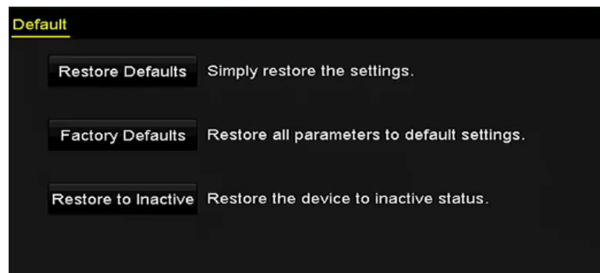 Default
Restore Defaults Simply restore the settings.
Factory Defaults Restore all parameters to default settings.
Restore to Inactive Restore the device to inactive status.